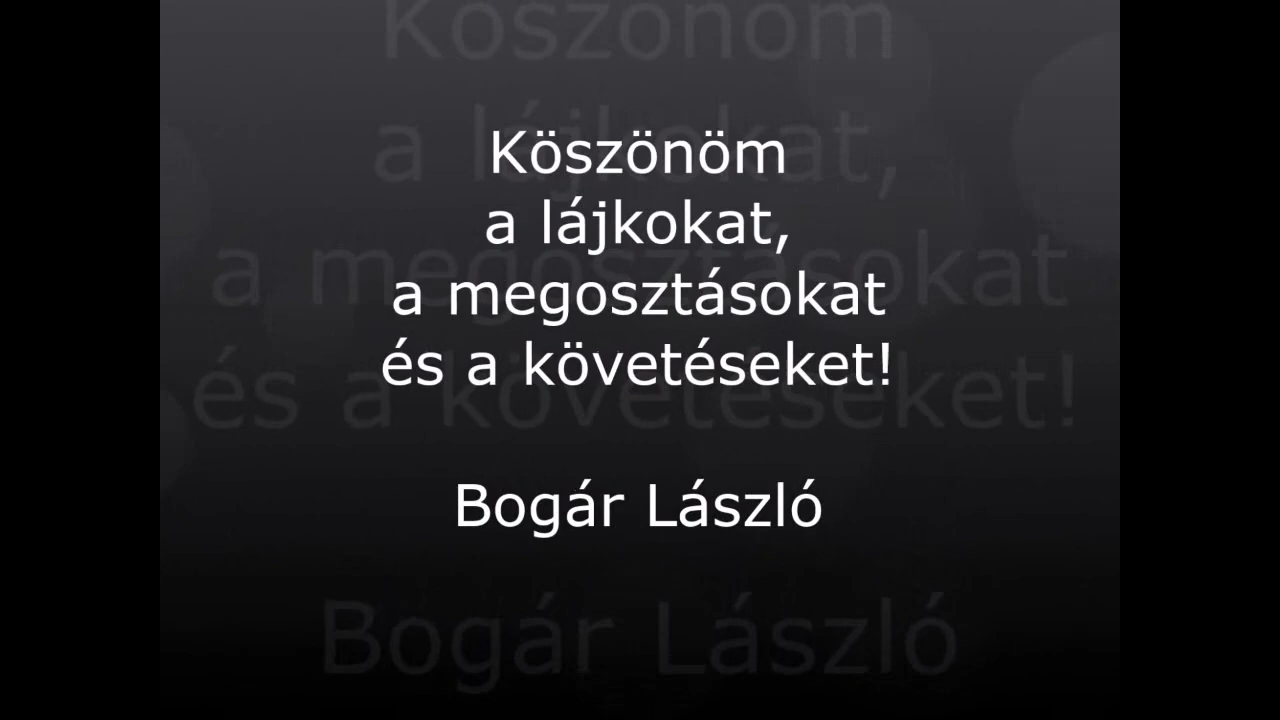 Köszönöm
a lájkokat,
a megosztásokat
és a követéseket!
Bogár László